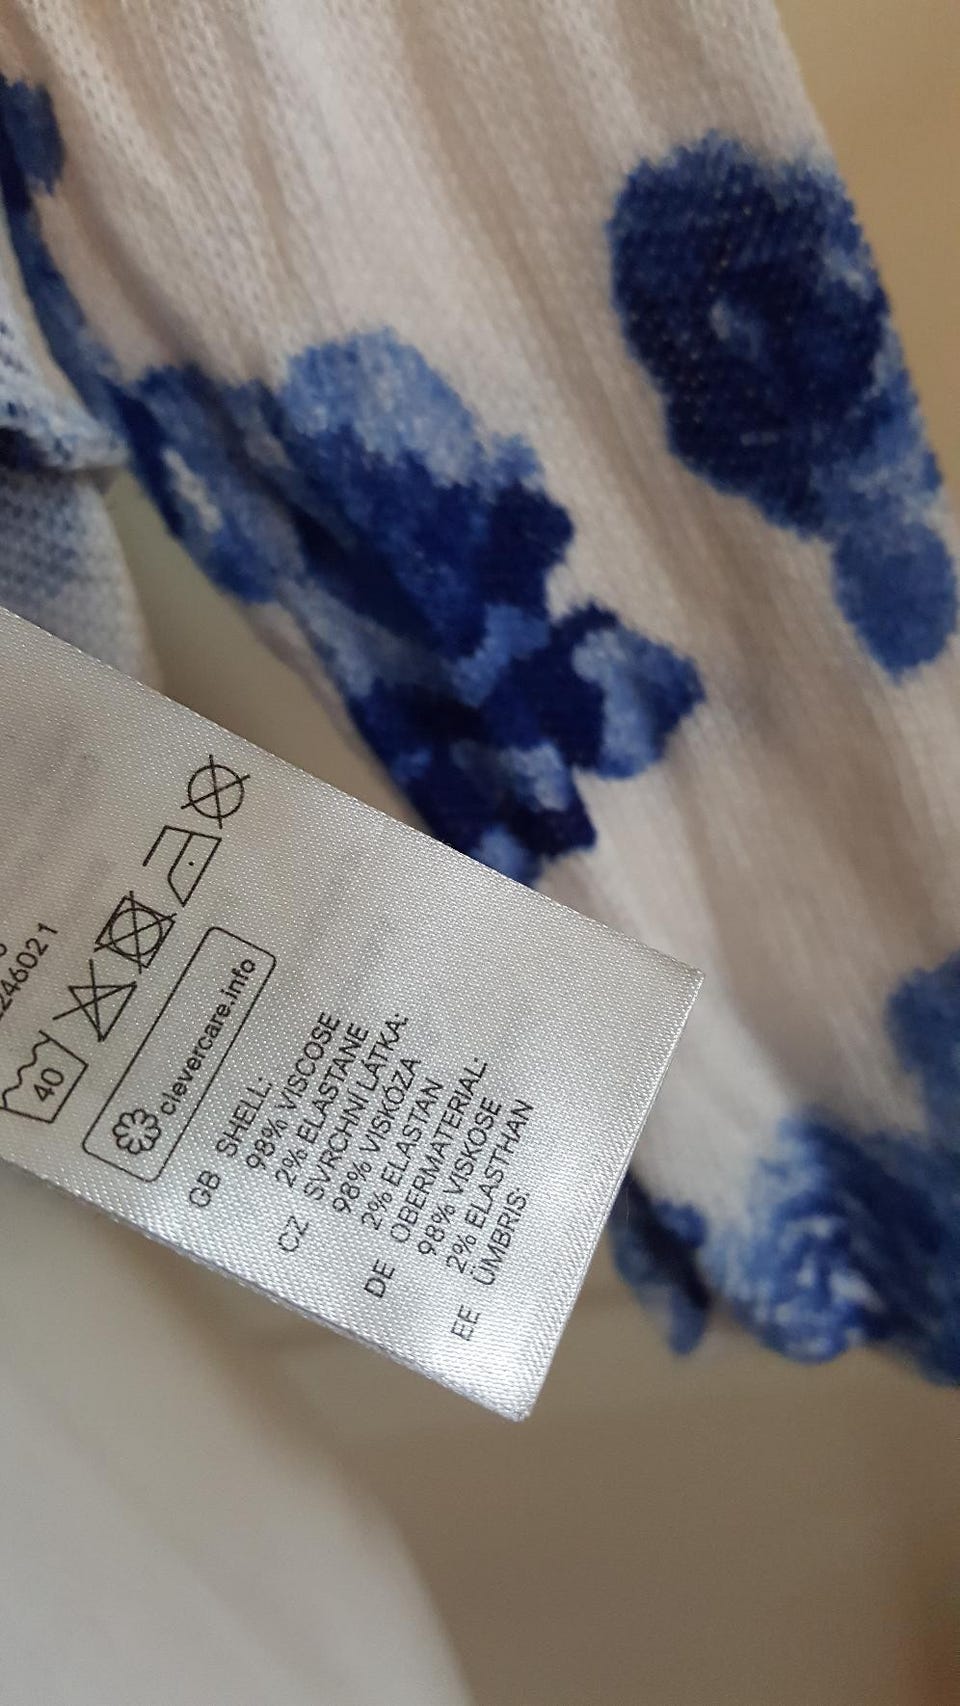 246021
40
clevercare.info
GB SHELL:
98% VISCOSE
2% ELASTANE
CZ SVRCHNÍ LÁTKA:
98% VISKÓZA
2% ELASTAN
DE OBERMATERIAL:
98% VISKOSE
2% ELASTHAN
EE ÜMBRIS: